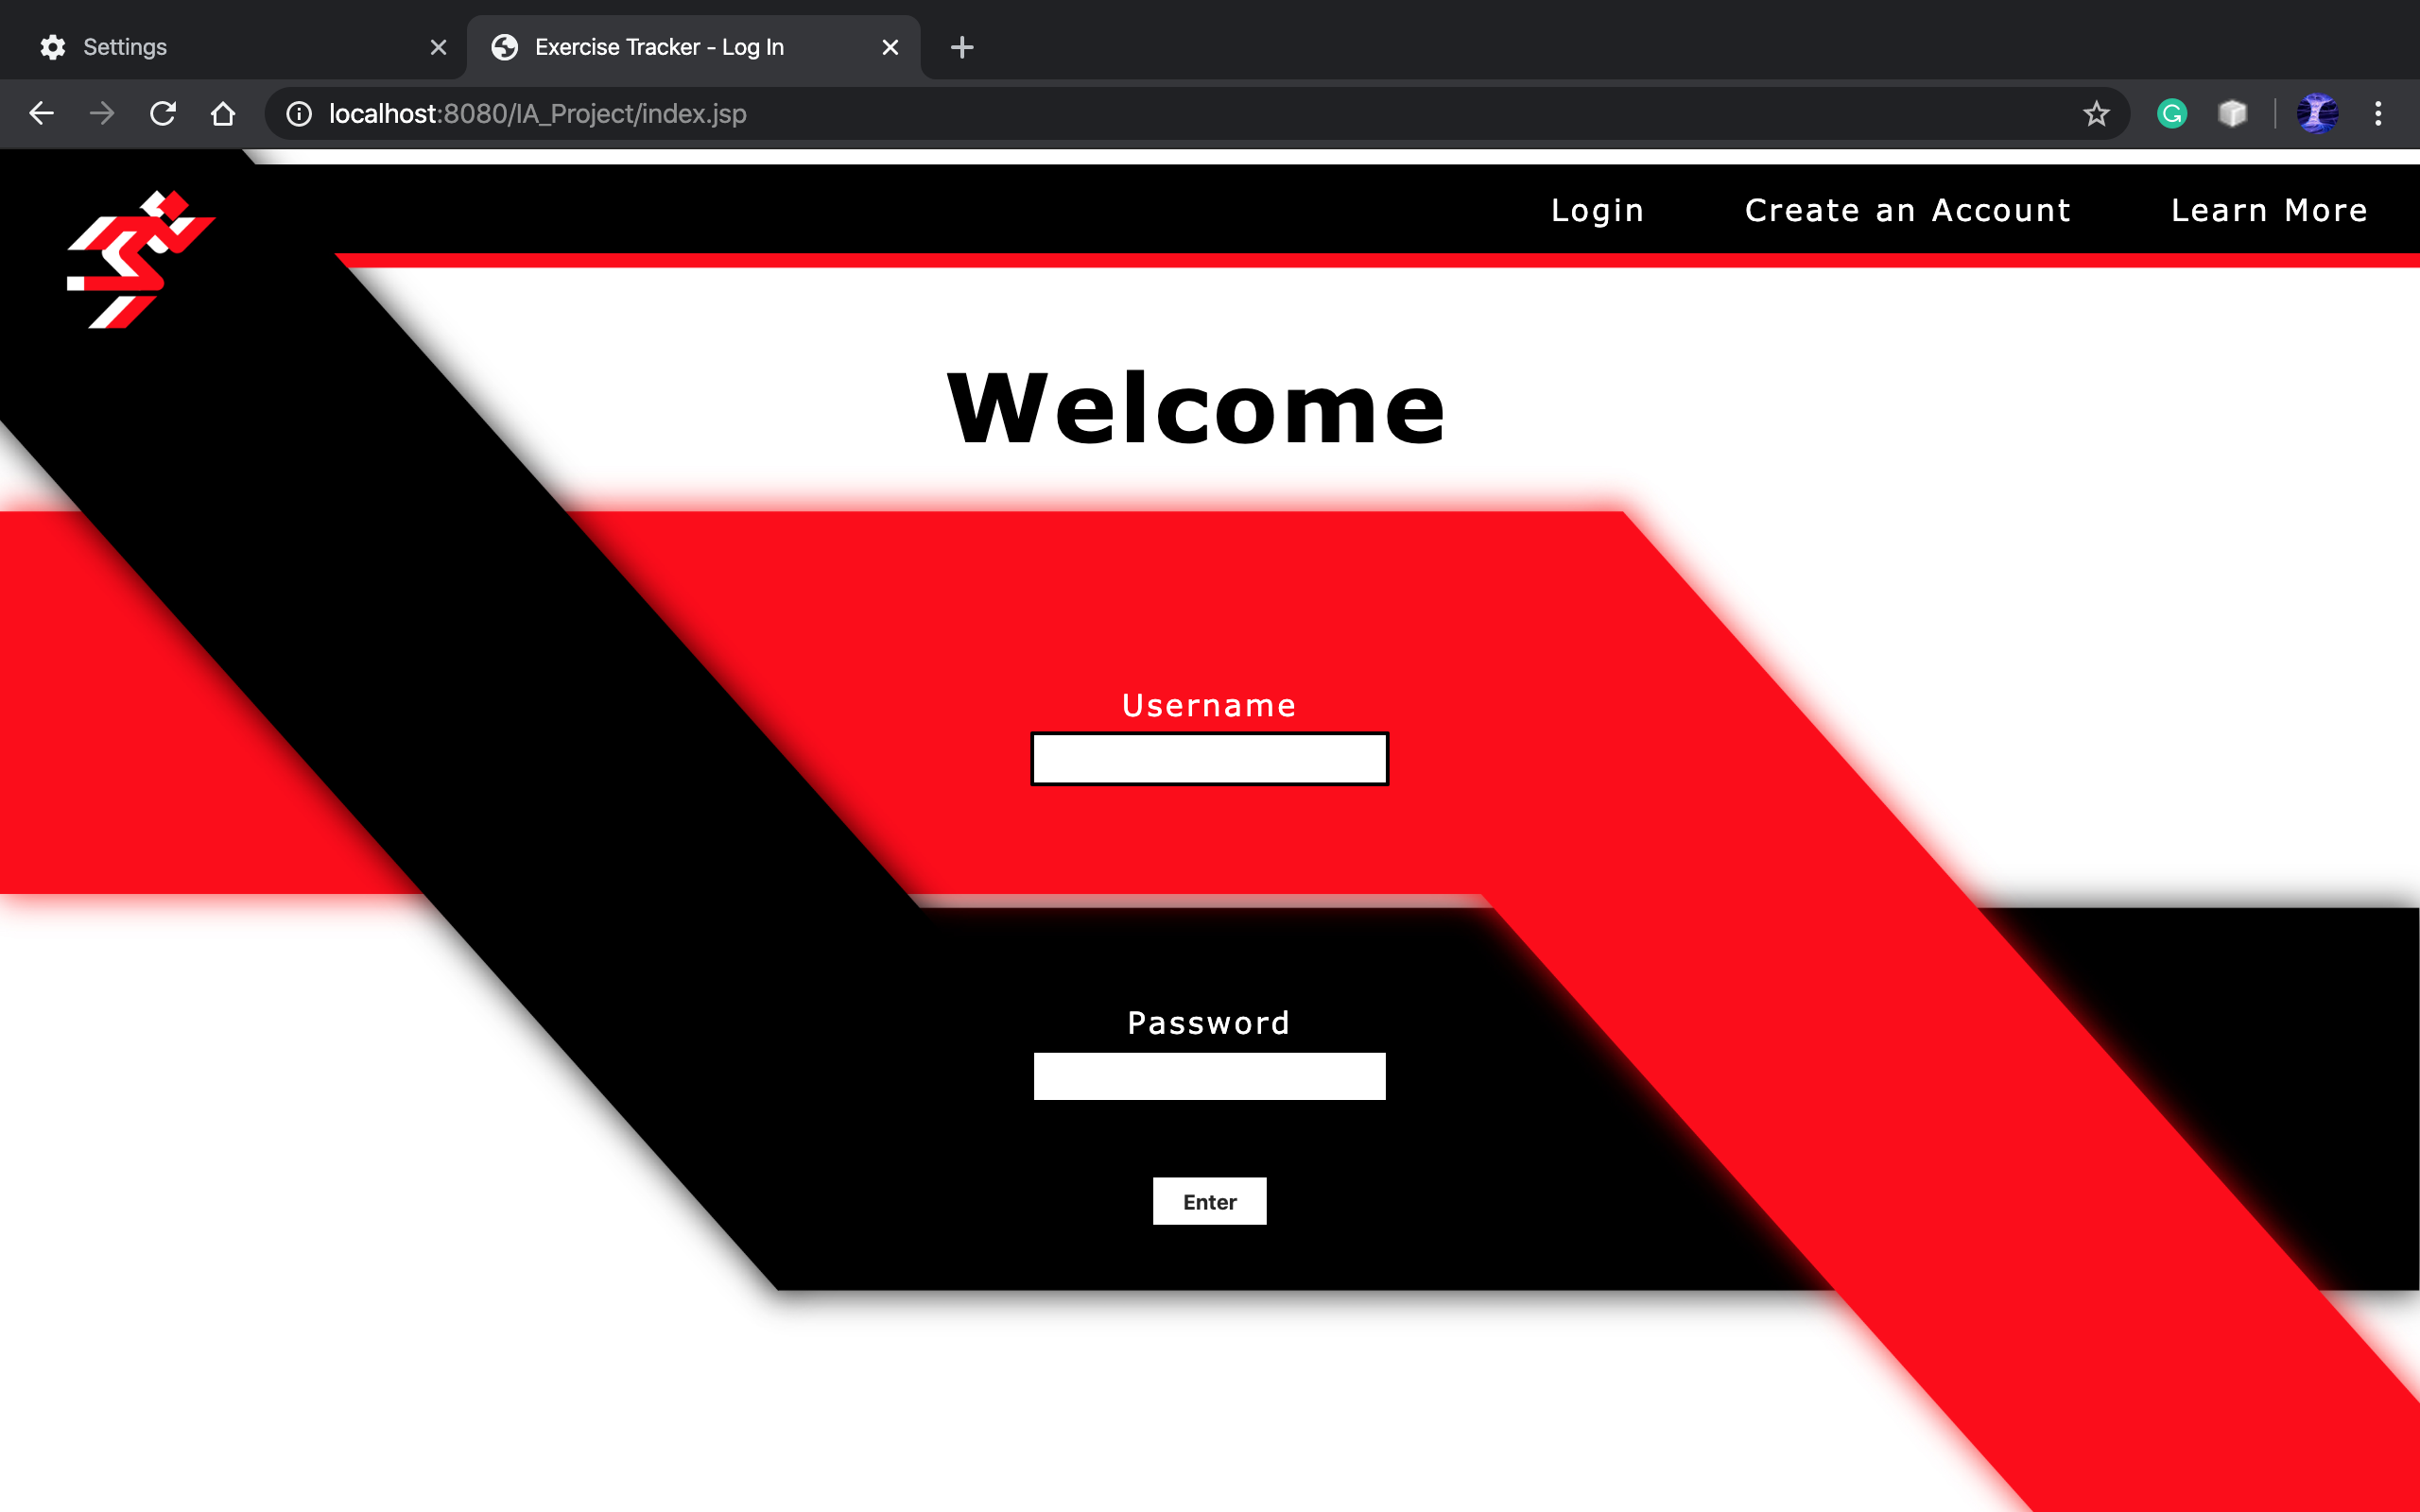 Settings
Exercise Tracker - Log In
localhost:8080/IA_Project/index.jsp
Login Create an Account Learn More
Welcome
Username
Password
Enter